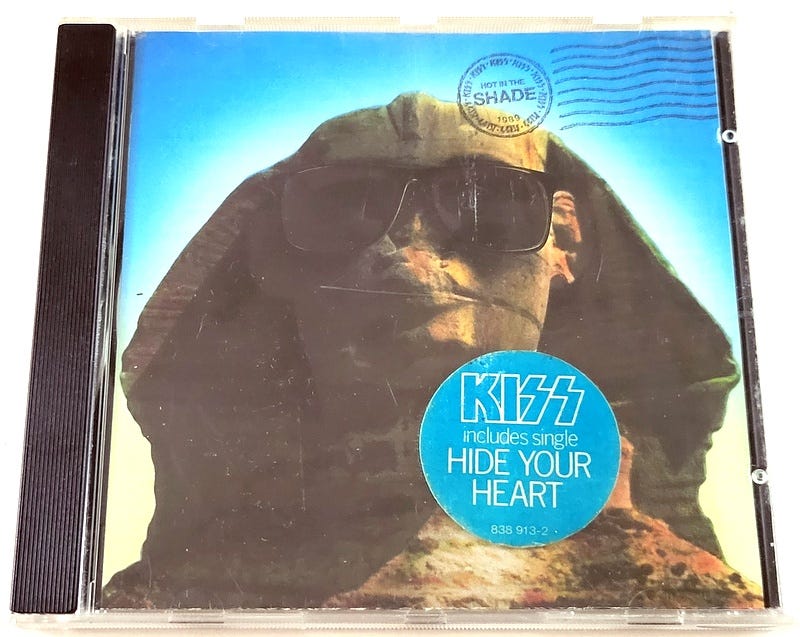 HOT IN THE
SHADE
1989
KISS
includes single
HIDE YOUR
HEART
838 913-2